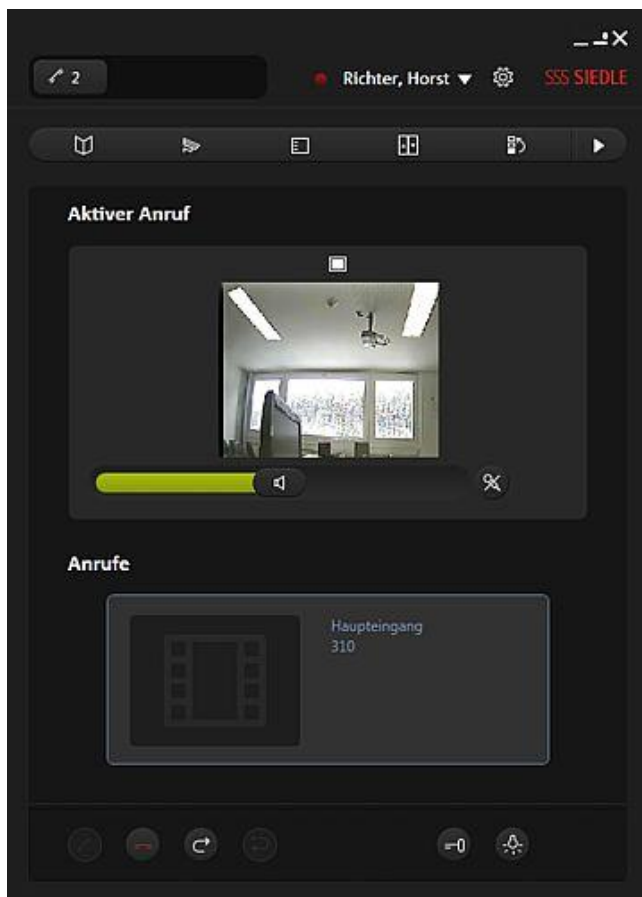 2
Richter, Horst
SSS SIEDLE
Aktiver Anruf
Anrufe
Haupteingang
310